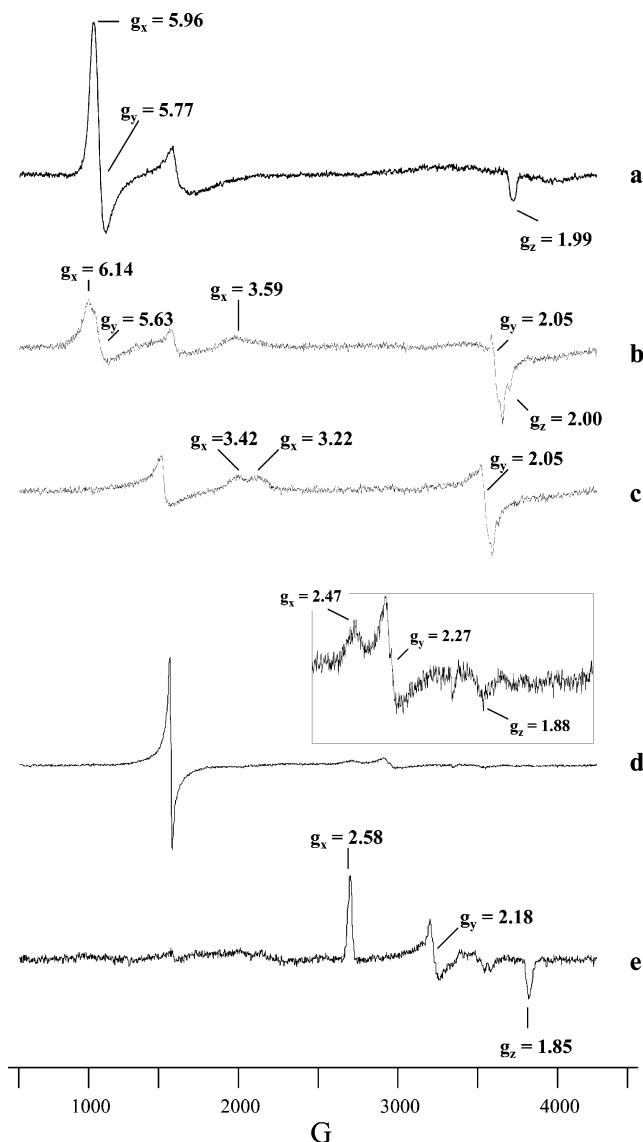 gx = 5.96
gy = 5.77
a
gz = 1.99
gx = 6.14
gx = 3.59
gy = 5.63
gy = 2.05
b
gz = 2.00
gx =3.42
gx = 3.22
gy = 2.05
c
gx = 2.47
gy = 2.27
gz = 1.88
d
gx = 2.58
gy = 2.18
e
gz = 1.85
1000 2000 3000 4000
G